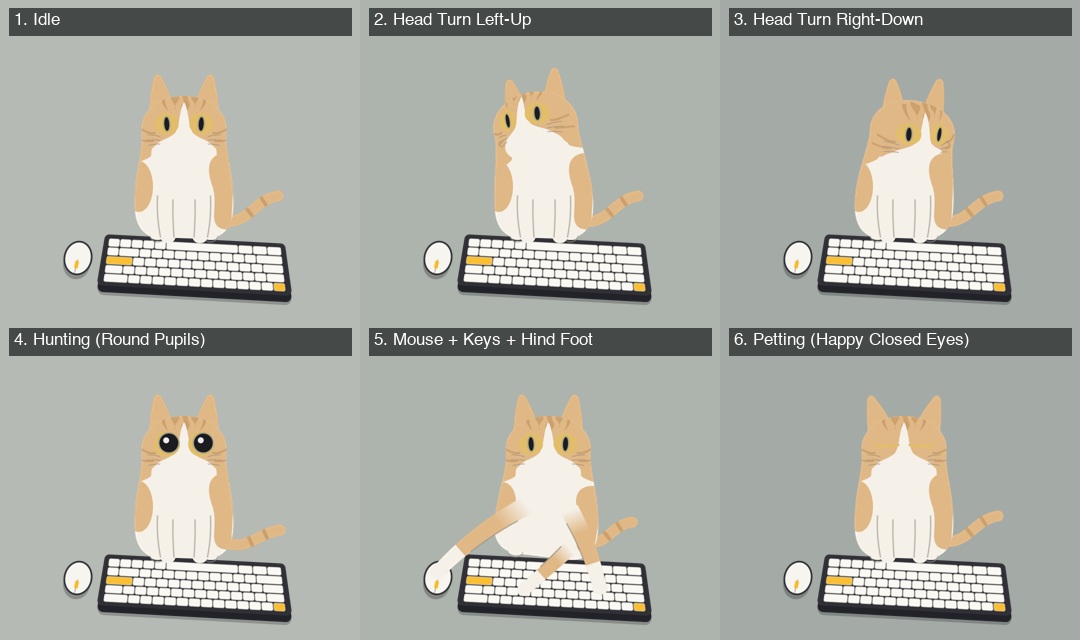 1. Idle
2. Head Turn Left-Up
3. Head Turn Right-Down
4. Hunting (Round Pupils)
5. Mouse + Keys + Hind Foot
6. Petting (Happy Closed Eyes)